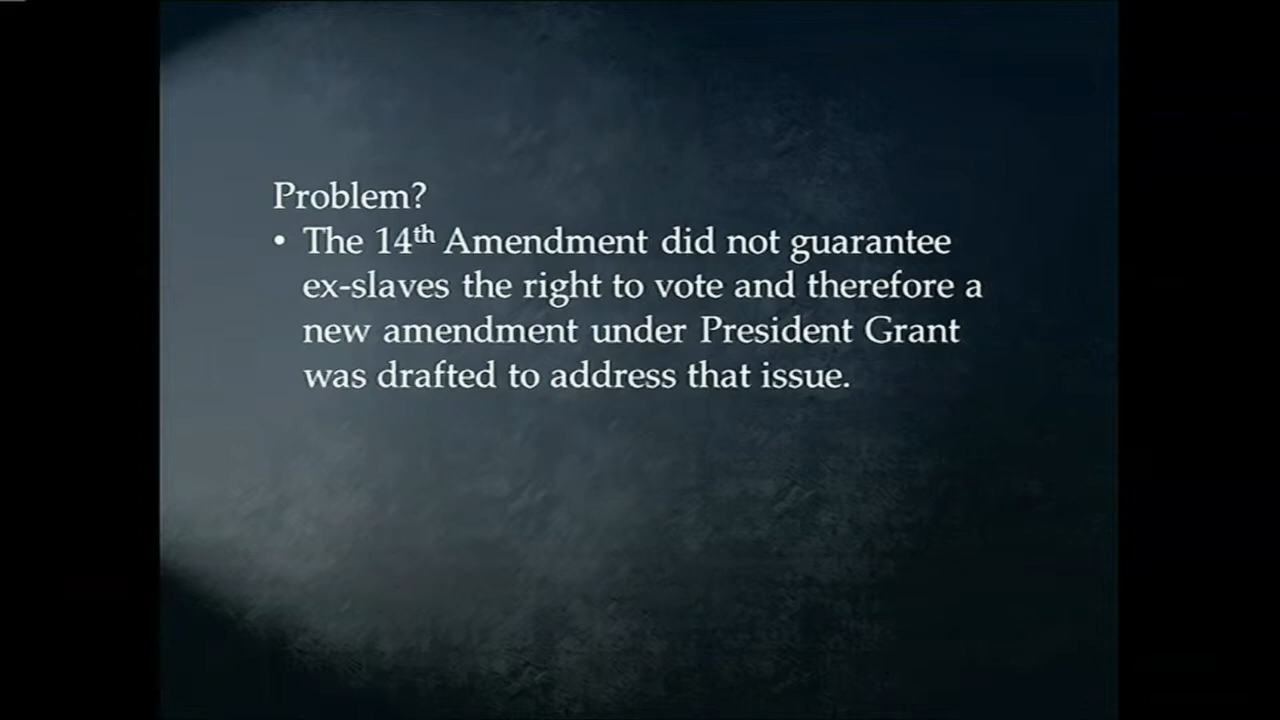 Problem?
• The 14th Amendment did not guarantee
ex-slaves the right to vote and therefore a
new amendment under President Grant
was drafted to address that issue.